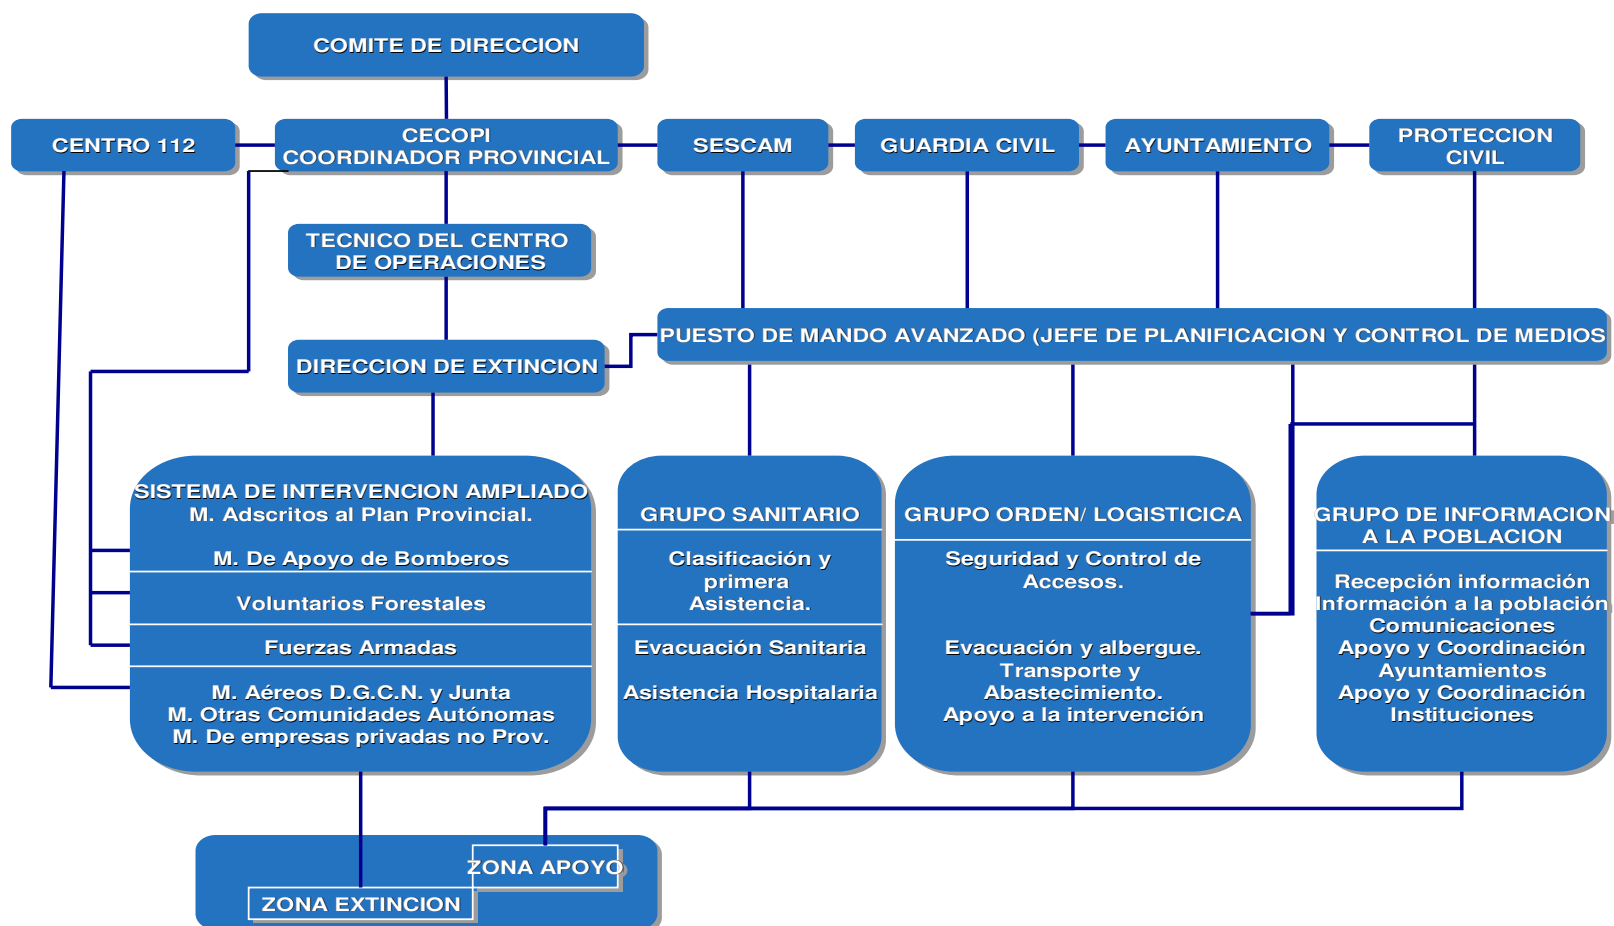 COMITE DE DIRECCION
CENTRO 112
CECOPI
COORDINADOR PROVINCIAL
SESCAM
GUARDIA CIVIL
AYUNTAMIENTO
PROTECCION
CIVIL
TECNICO DEL CENTRO
DE OPERACIONES
PUESTO DE MANDO AVANZADO (JEFE DE PLANIFICACION Y CONTROL DE MEDIOS
DIRECCION DE EXTINCION
SISTEMA DE INTERVENCION AMPLIADO
M. Adscritos al Plan Provincial.
M. De Apoyo de Bomberos
Voluntarios Forestales
Fuerzas Armadas
M. Aéreos D.G.C.N. y Junta
M. Otras Comunidades Autónomas
M. De empresas privadas no Prov.
GRUPO SANITARIO
Clasificación y
primera
Asistencia.
Evacuación Sanitaria
Asistencia Hospitalaria
GRUPO ORDEN/ LOGISTICICA
Seguridad y Control de
Accesos.
Evacuación y albergue.
Transporte y
Abastecimiento.
Apoyo a la intervención
GRUPO DE INFORMACION
A LA POBLACION
Recepción información
Información a la población
Comunicaciones
Apoyo y Coordinación
Ayuntamientos
Apoyo y Coordinación
Instituciones
ZONA APOYO
ZONA EXTINCION